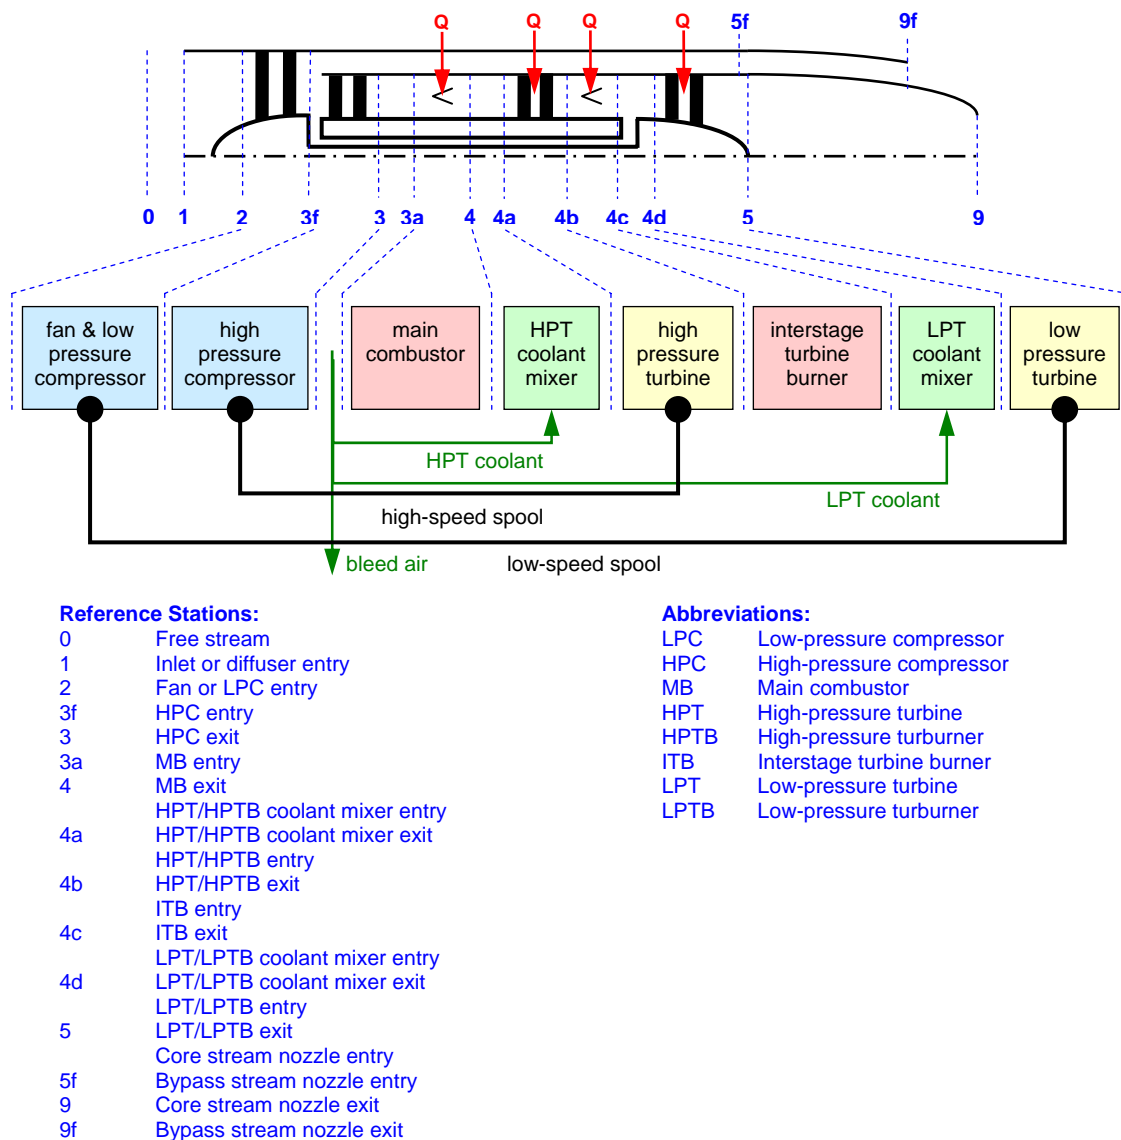 Q Q Q Q 5f 9f
0 1 2 3f 3 3a 4 4a 4b 4c 4d 5 9
fan & low
pressure
compressor
high
pressure
compressor
main
combustor
HPT
coolant
mixer
high
pressure
turbine
interstage
turbine
burner
LPT
coolant
mixer
low
pressure
turbine
HPT coolant
LPT coolant
high-speed spool
bleed air
low-speed spool
Reference Stations:
0 Free stream
1 Inlet or diffuser entry
2 Fan or LPC entry
3f HPC entry
3 HPC exit
3a MB entry
4 MB exit
HPT/HPTB coolant mixer entry
4a HPT/HPTB coolant mixer exit
HPT/HPTB entry
4b HPT/HPTB exit
ITB entry
4c ITB exit
LPT/LPTB coolant mixer entry
4d LPT/LPTB coolant mixer exit
LPT/LPTB entry
5 LPT/LPTB exit
Core stream nozzle entry
5f Bypass stream nozzle entry
9 Core stream nozzle exit
9f Bypass stream nozzle exit
Abbreviations:
LPC Low-pressure compressor
HPC High-pressure compressor
MB Main combustor
HPT High-pressure turbine
HPTB High-pressure turburner
ITB Interstage turbine burner
LPT Low-pressure turbine
LPTB Low-pressure turburner